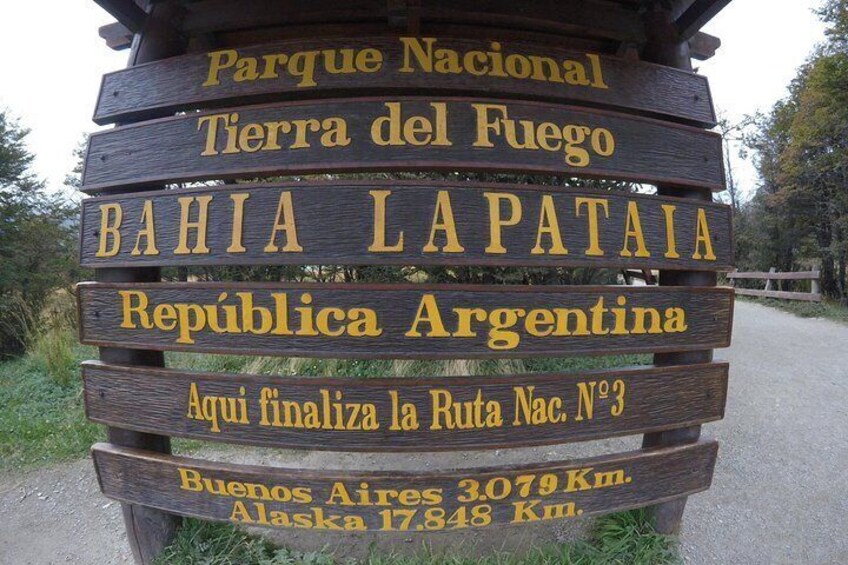 Parque Nacional
Tierra del Fuego
BAHIA LAPATAIA
República Argentina
Aqui finaliza la Ruta Nac. Nº3
Buenos Aires 3.079 Km.
Alaska 17.848 Km.